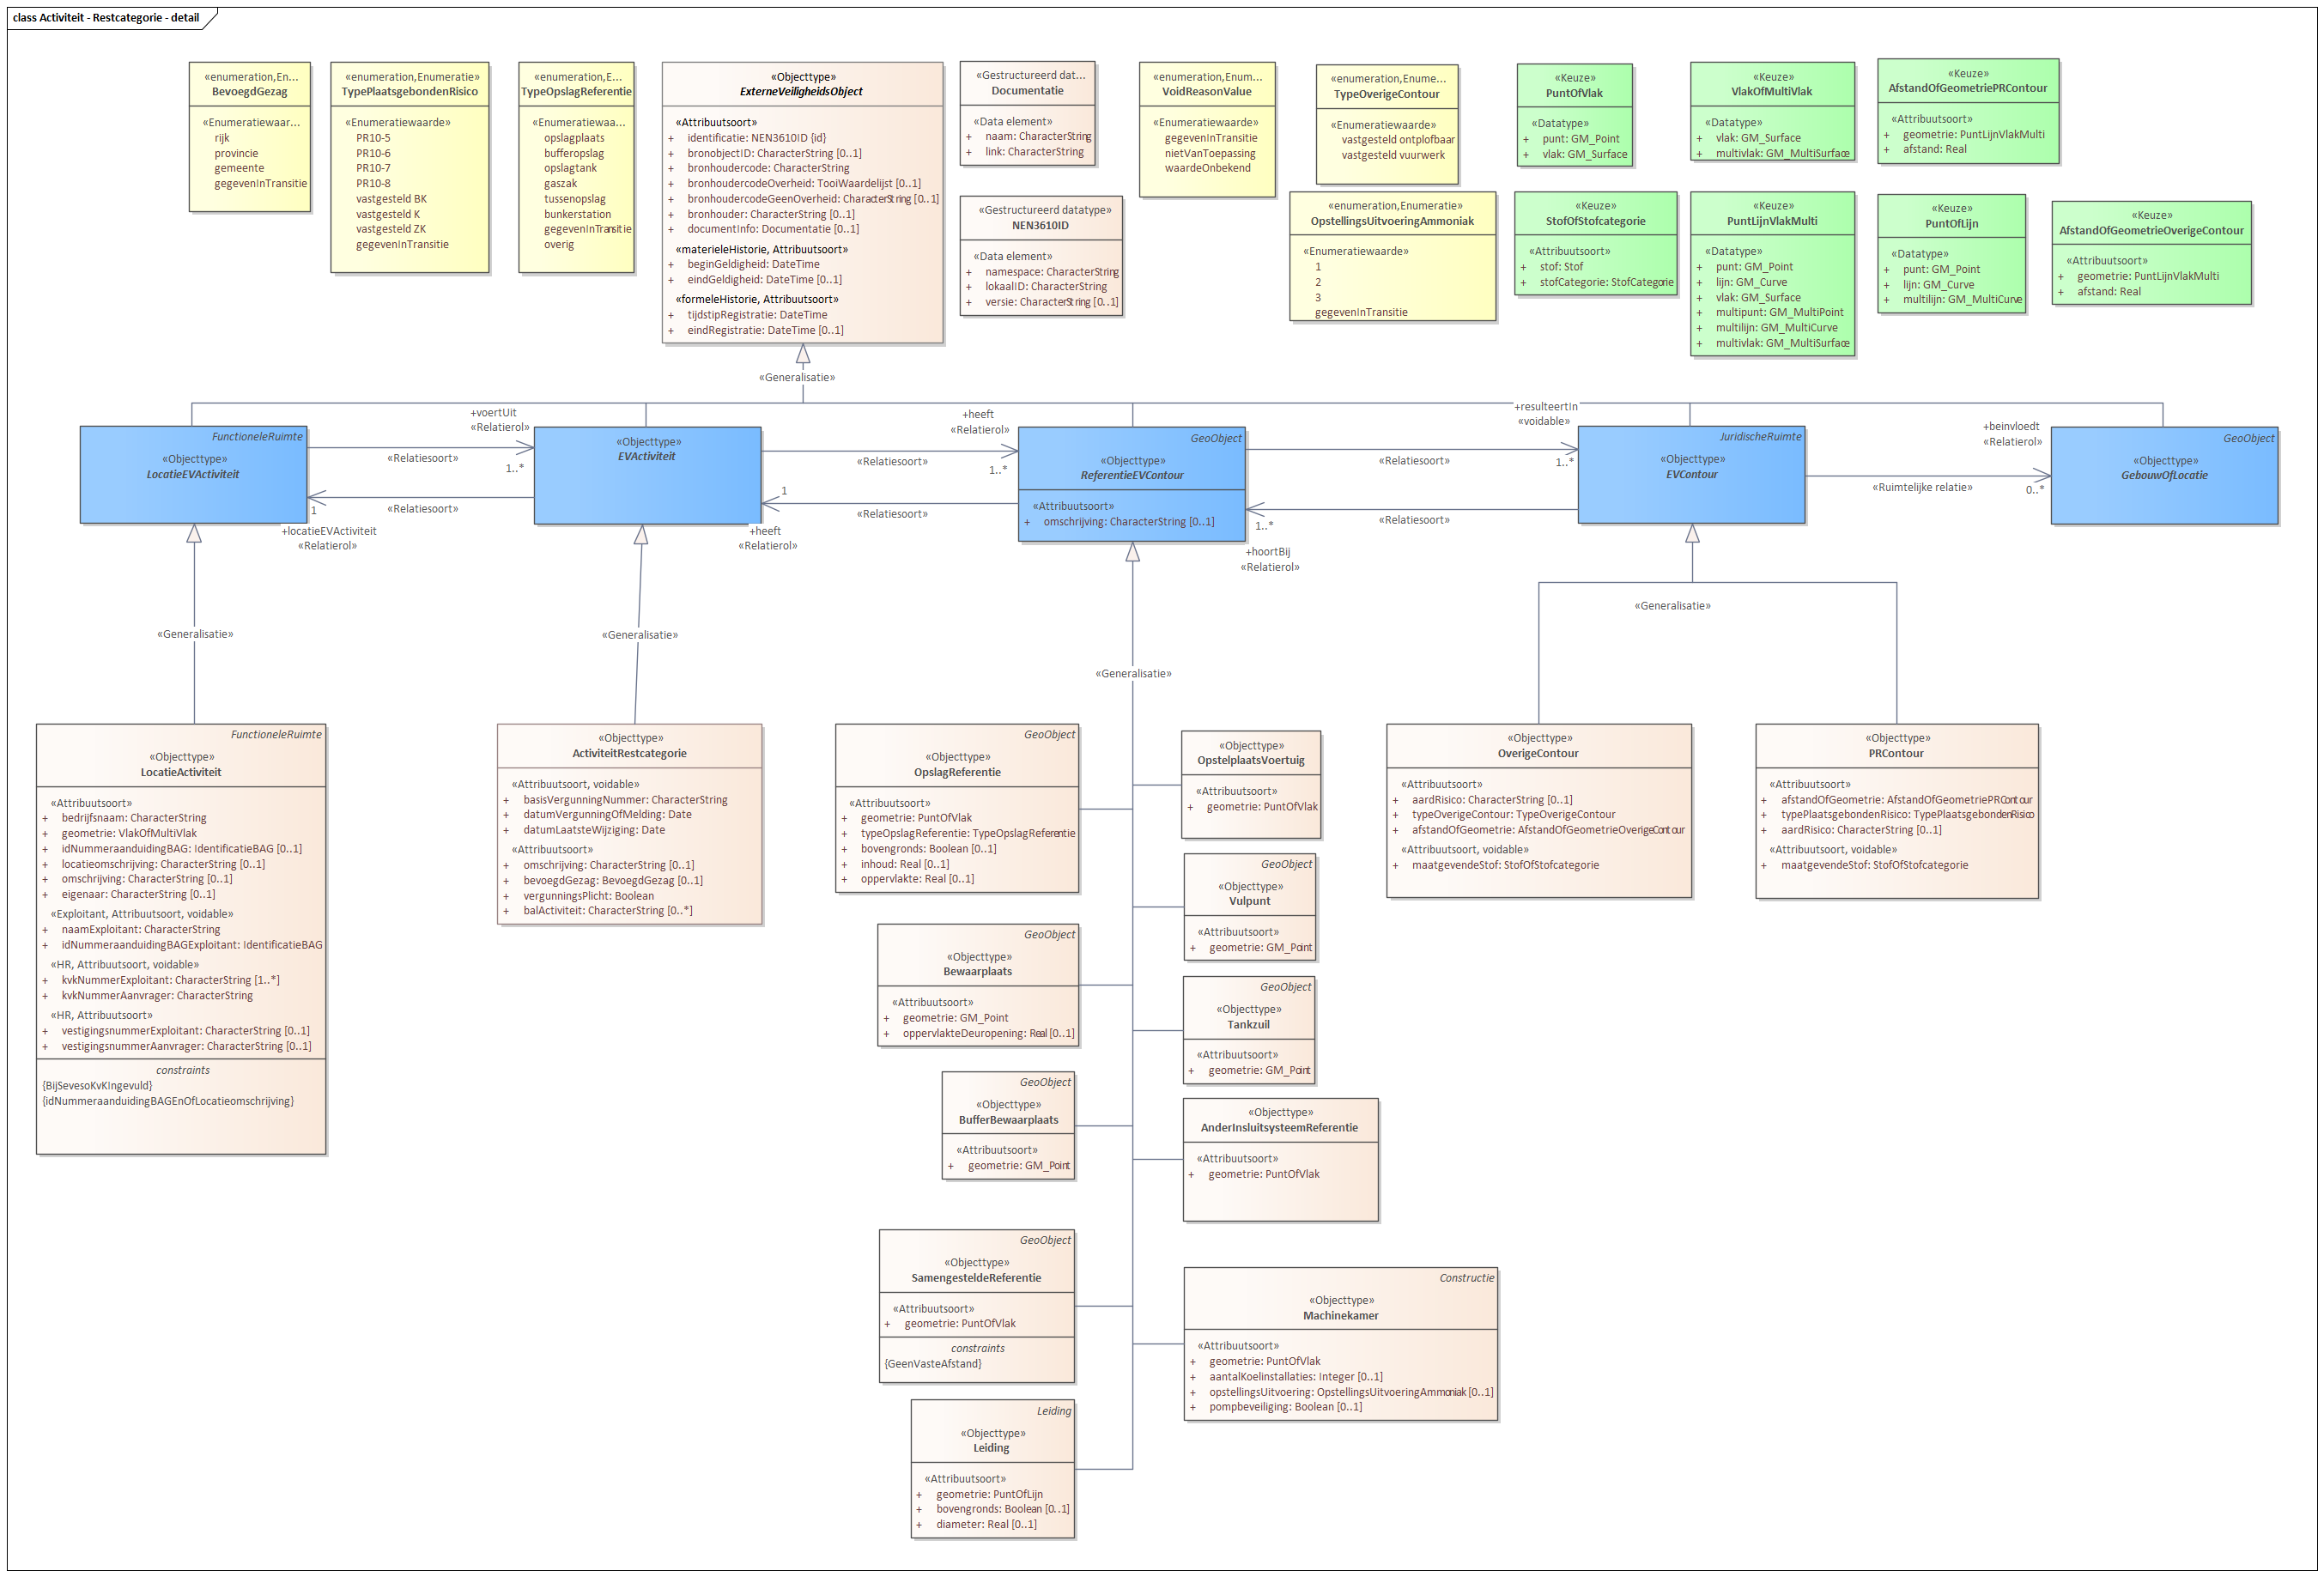 class Activiteit - Restcategorie - detail
«enumeration,En...
BevoegdGezag
«Enumeratiewaar...
rijk
provincie
gemeente
gegevenInTransitie
«enumeration,Enumeratie»
TypePlaatsgebondenRisico
«Enumeratiewaarde»
PR10-5
PR10-6
PR10-7
PR10-8
vastgesteld BK
vastgesteld K
vastgesteld ZK
gegevenInTransitie
«enumeration,E...
TypeOpslagReferentie
«Enumeratiewaa...
opslagplaats
bufferopslag
opslagtank
gaszak
tussenopslag
bunkerstation
gegevenInTransitie
overig
«Objecttype»
ExterneVeiligheidsObject
«Attribuutsoort»
+ identificatie: NEN3610ID {id}
+ bronobjectID: CharacterString [0..1]
+ bronhoudercode: CharacterString
+ bronhoudercodeOverheid: TooiWaardelijst [0..1]
+ bronhoudercodeGeenOverheid: CharacterString [0..1]
+ bronhouder: CharacterString [0..1]
+ documentInfo: Documentatie [0..1]
«materieleHistorie, Attribuutsoort»
+ beginGeldigheid: DateTime
+ eindGeldigheid: DateTime [0..1]
«formeleHistorie, Attribuutsoort»
+ tijdstipRegistratie: DateTime
+ eindRegistratie: DateTime [0..1]
«Gestructureerd dat...
Documentatie
«Data element»
+ naam: CharacterString
+ link: CharacterString
«Gestructureerd datatype»
NEN3610ID
«Data element»
+ namespace: CharacterString
+ lokaalID: CharacterString
+ versie: CharacterString [0..1]
«enumeration,Enum...
VoidReasonValue
«Enumeratiewaarde»
gegevenInTransitie
nietVanToepassing
waardeOnbekend
«enumeration,Enume...
TypeOverigeContour
«Enumeratiewaarde»
vastgesteld ontplofbaar
vastgesteld vuurwerk
«enumeration,Enumeratie»
OpstellingsUitvoeringAmmoniak
«Enumeratiewaarde»
1
2
3
gegevenInTransitie
«Keuze»
PuntOfVlak
«Datatype»
+ punt: GM_Point
+ vlak: GM_Surface
«Keuze»
StofOfStofcategorie
«Attribuutsoort»
+ stof: Stof
+ stofCategorie: StofCategorie
«Keuze»
VlakOfMultiVlak
«Datatype»
+ vlak: GM_Surface
+ multivlak: GM_MultiSurface
«Keuze»
PuntLijnVlakMulti
«Datatype»
+ punt: GM_Point
+ lijn: GM_Curve
+ vlak: GM_Surface
+ multipunt: GM_MultiPoint
+ multilijn: GM_MultiCurve
+ multivlak: GM_MultiSurface
«Keuze»
AfstandOfGeometriePRContour
«Attribuutsoort»
+ geometrie: PuntLijnVlakMulti
+ afstand: Real
«Keuze»
PuntOfLijn
«Datatype»
+ punt: GM_Point
+ lijn: GM_Curve
+ multilijn: GM_MultiCurve
«Keuze»
AfstandOfGeometrieOverigeContour
«Attribuutsoort»
+ geometrie: PuntLijnVlakMulti
+ afstand: Real
«Generalisatie»
FunctioneleRuimte
«Objecttype»
LocatieEVActiviteit
+voertUit
«Relatierol»
«Relatiesoort»
1..*
«Relatiesoort»
1
+locatieEVActiviteit
«Relatierol»
«Objecttype»
EVActiviteit
+heeft
«Relatierol»
«Relatiesoort»
1..*
1
«Relatiesoort»
+heeft
«Relatierol»
GeoObject
«Objecttype»
ReferentieEVContour
«Attribuutsoort»
+ omschrijving: CharacterString [0..1]
+resulteertIn
«voidable»
«Relatiesoort»
1..*
«Relatiesoort»
1..*
+hoortBij
«Relatierol»
JuridischeRuimte
«Objecttype»
EVContour
+beinvloedt
«Relatierol»
«Ruimtelijke relatie»
0..*
GeoObject
«Objecttype»
GebouwOfLocatie
«Generalisatie»
«Generalisatie»
«Generalisatie»
«Generalisatie»
FunctioneleRuimte
«Objecttype»
LocatieActiviteit
«Attribuutsoort»
+ bedrijfsnaam: CharacterString
+ geometrie: VlakOfMultiVlak
+ idNummeraanduidingBAG: IdentificatieBAG [0..1]
+ locatieomschrijving: CharacterString [0..1]
+ omschrijving: CharacterString [0..1]
+ eigenaar: CharacterString [0..1]
«Exploitant, Attribuutsoort, voidable»
+ naamExploitant: CharacterString
+ idNummeraanduidingBAGExploitant: IdentificatieBAG
«HR, Attribuutsoort, voidable»
+ kvkNummerExploitant: CharacterString [1..*]
+ kvkNummerAanvrager: CharacterString
«HR, Attribuutsoort»
+ vestigingsnummerExploitant: CharacterString [0..1]
+ vestigingsnummerAanvrager: CharacterString [0..1]
constraints
{BijSevesoKvKIngevuld}
{idNummeraanduidingBAGEnOfLocatieomschrijving}
«Objecttype»
ActiviteitRestcategorie
«Attribuutsoort, voidable»
+ basisVergunningNummer: CharacterString
+ datumVergunningOfMelding: Date
+ datumLaatsteWijziging: Date
«Attribuutsoort»
+ omschrijving: CharacterString [0..1]
+ bevoegdGezag: BevoegdGezag [0..1]
+ vergunningsPlicht: Boolean
+ balActiviteit: CharacterString [0..*]
GeoObject
«Objecttype»
OpslagReferentie
«Attribuutsoort»
+ geometrie: PuntOfVlak
+ typeOpslagReferentie: TypeOpslagReferentie
+ bovengronds: Boolean [0..1]
+ inhoud: Real [0..1]
+ oppervlakte: Real [0..1]
«Objecttype»
OpstelplaatsVoertuig
«Attribuutsoort»
+ geometrie: PuntOfVlak
GeoObject
«Objecttype»
Vulpunt
«Attribuutsoort»
+ geometrie: GM_Point
GeoObject
«Objecttype»
Bewaarplaats
«Attribuutsoort»
+ geometrie: GM_Point
+ oppervlakteDeuropening: Real [0..1]
GeoObject
«Objecttype»
Tankzuil
«Attribuutsoort»
+ geometrie: GM_Point
GeoObject
«Objecttype»
BufferBewaarplaats
«Attribuutsoort»
+ geometrie: GM_Point
«Objecttype»
AnderInsluitsysteemReferentie
«Attribuutsoort»
+ geometrie: PuntOfVlak
GeoObject
«Objecttype»
SamengesteldeReferentie
«Attribuutsoort»
+ geometrie: PuntOfVlak
constraints
{GeenVasteAfstand}
Constructie
«Objecttype»
Machinekamer
«Attribuutsoort»
+ geometrie: PuntOfVlak
+ aantalKoelinstallaties: Integer [0..1]
+ opstellingsUitvoering: OpstellingsUitvoeringAmmoniak [0..1]
+ pompbeveiliging: Boolean [0..1]
Leiding
«Objecttype»
Leiding
«Attribuutsoort»
+ geometrie: PuntOfLijn
+ bovengronds: Boolean [0..1]
+ diameter: Real [0..1]
«Objecttype»
OverigeContour
«Attribuutsoort»
+ aardRisico: CharacterString [0..1]
+ typeOverigeContour: TypeOverigeContour
+ afstandOfGeometrie: AfstandOfGeometrieOverigeContour
«Attribuutsoort, voidable»
+ maatgevendeStof: StofOfStofcategorie
«Objecttype»
PRContour
«Attribuutsoort»
+ afstandOfGeometrie: AfstandOfGeometriePRContour
+ typePlaatsgebondenRisico: TypePlaatsgebondenRisico
+ aardRisico: CharacterString [0..1]
«Attribuutsoort, voidable»
+ maatgevendeStof: StofOfStofcategorie